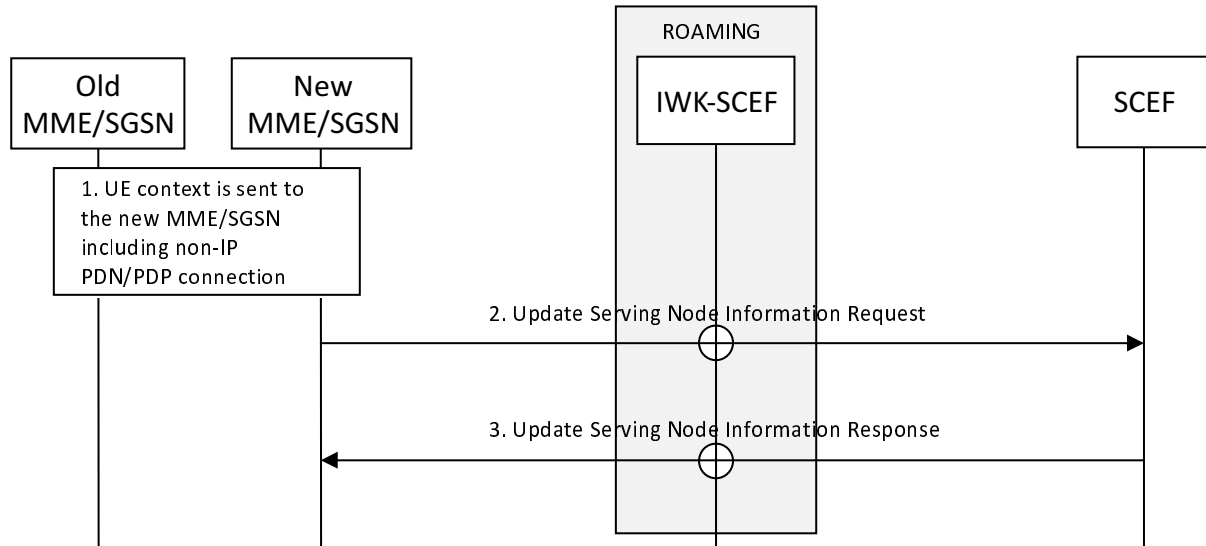 ROAMING
Old
MME/SGSN
New
MME/SGSN
IWK-SCEF
SCEF
1. UE context is sent to
the new MME/SGSN
including non-IP
PDN/PDP connection
2. Update Serving Node Information Request
3. Update Serving Node Information Response